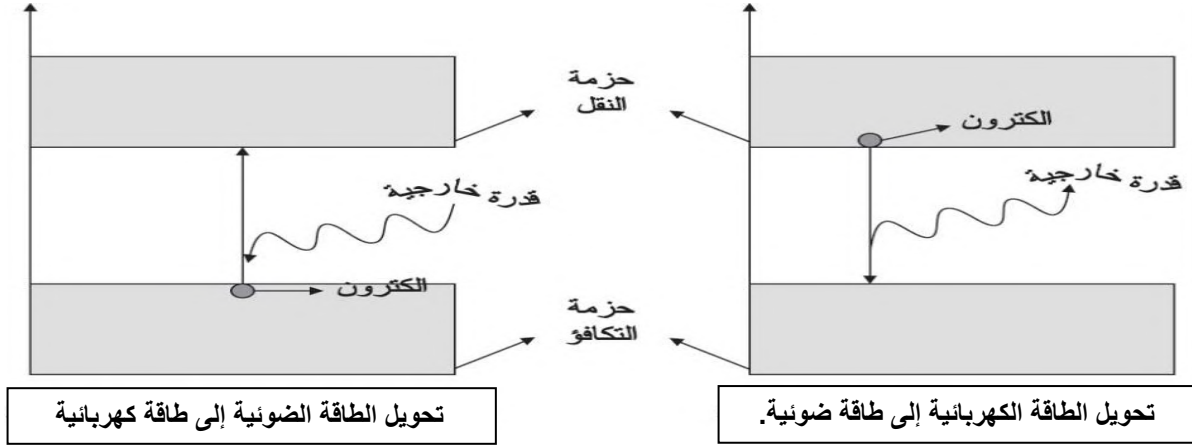 حزمة
النقل
الكترون
قدرة خارجية
قدرة خارجية
الكترون
حزمة
التكافؤ
تحويل الطاقة الكهربائية إلى طاقة ضوئية.
تحويل الطاقة الضوئية إلى طاقة كهربائية